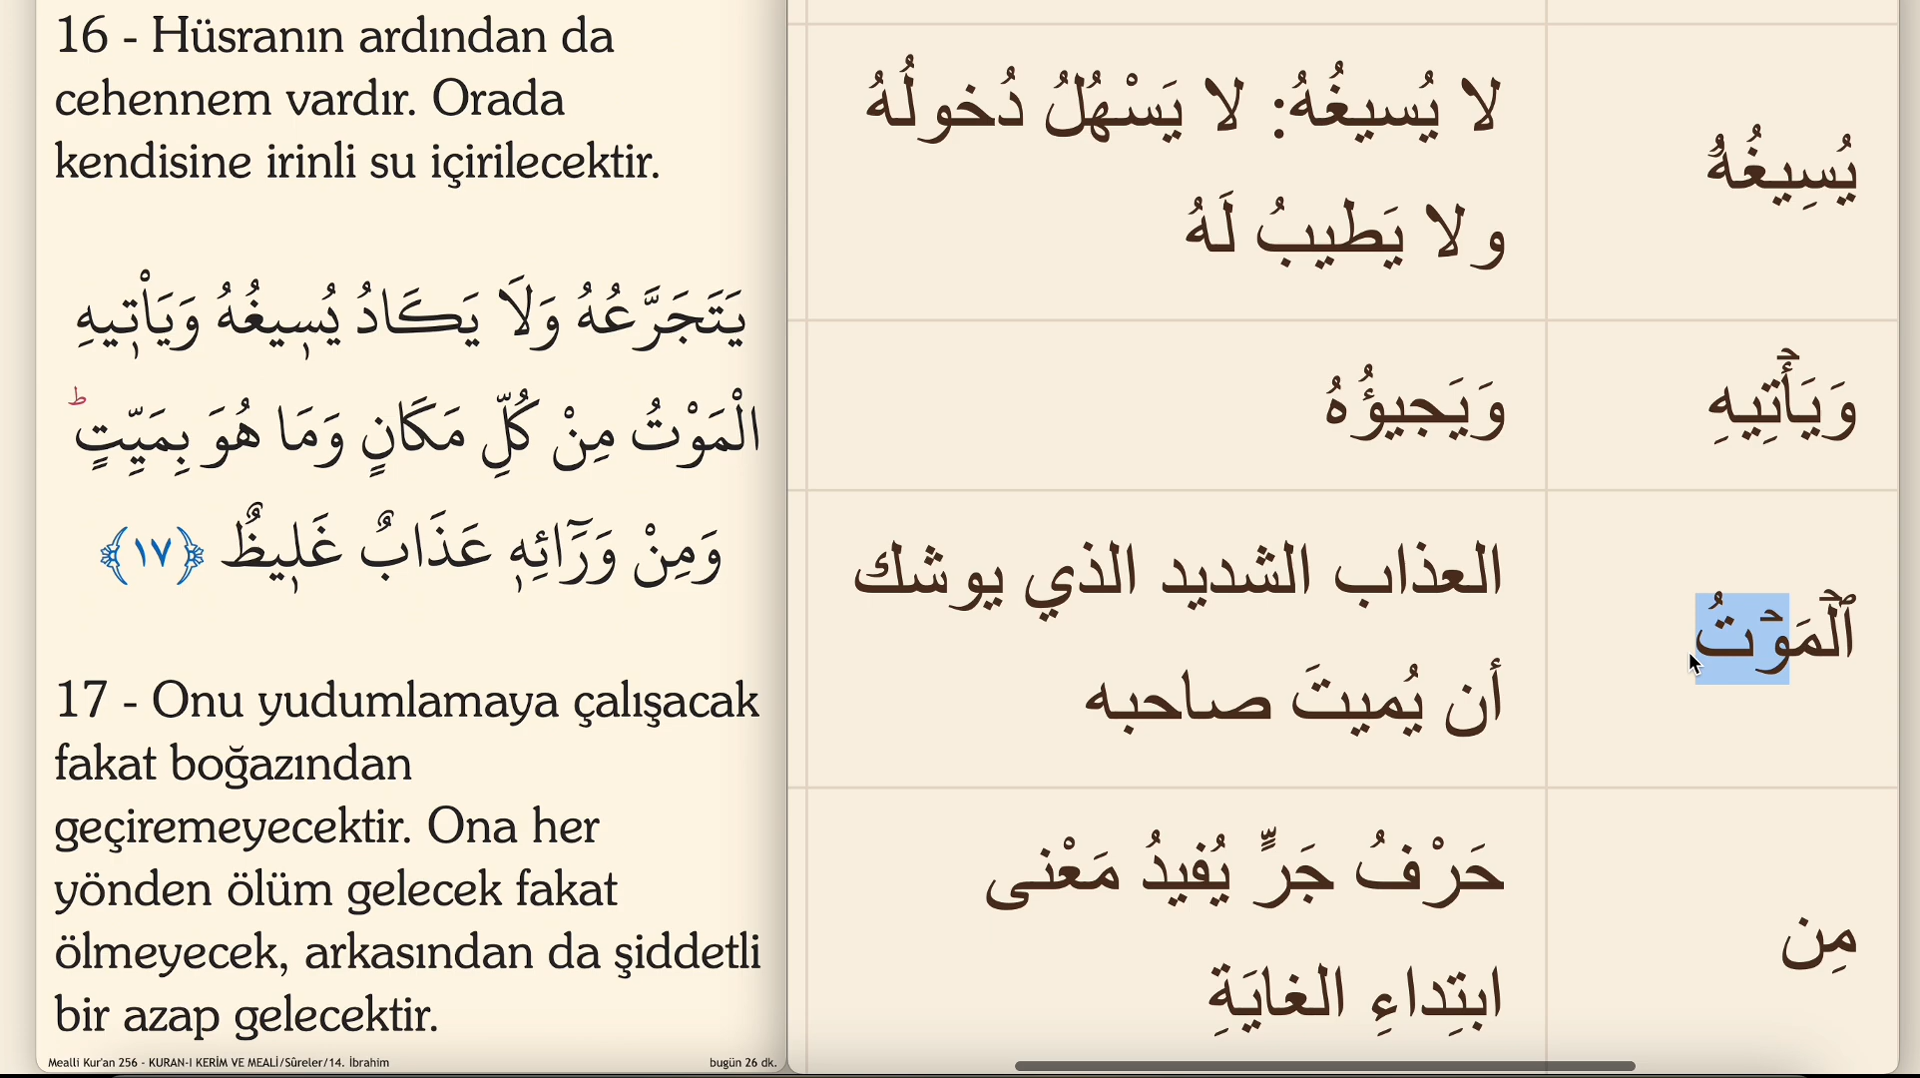 16 - Hüsranın ardından da
cehennem vardır. Orada
kendisine irinli su içirilecektir.
يَتَجَرَّعُهُ وَلَا يَكَادُ يُسٖيغُهُ وَيَأْتٖيهِ
الْمَوْتُ مِنْ كُلِّ مَكَانٍ وَمَا هُوَ بِمَيِّتٍؕ
وَمِنْ وَرَٓائِهٖ عَذَابٌ غَلٖيظٌ ﴿١٧﴾
17 - Onu yudumlamaya çalışacak
fakat boğazından
geçiremeyecektir. Ona her
yönden ölüm gelecek fakat
ölmeyecek, arkasından da şiddetli
bir azap gelecektir.
Mealli Kur'an 256 - KURAN-I KERİM VE MEALİ/Sûreler/14. İbrahim
bugün 26 dk.
يُسِيغُهُۥ
لا يُسيغُهُ: لا يَسْهُلُ دُخولُهُ
ولا يَطيبُ لَهُ
وَيَأۡتِيهِ
وَيَجيؤُهُ
ٱلۡمَوۡتُ
العذاب الشديد الذي يوشك
أن يُميتَ صاحبه
مِن
حَرْفُ جَرٍّ يُفيدُ مَعْنى
ابتِداءِ الغايَةِ